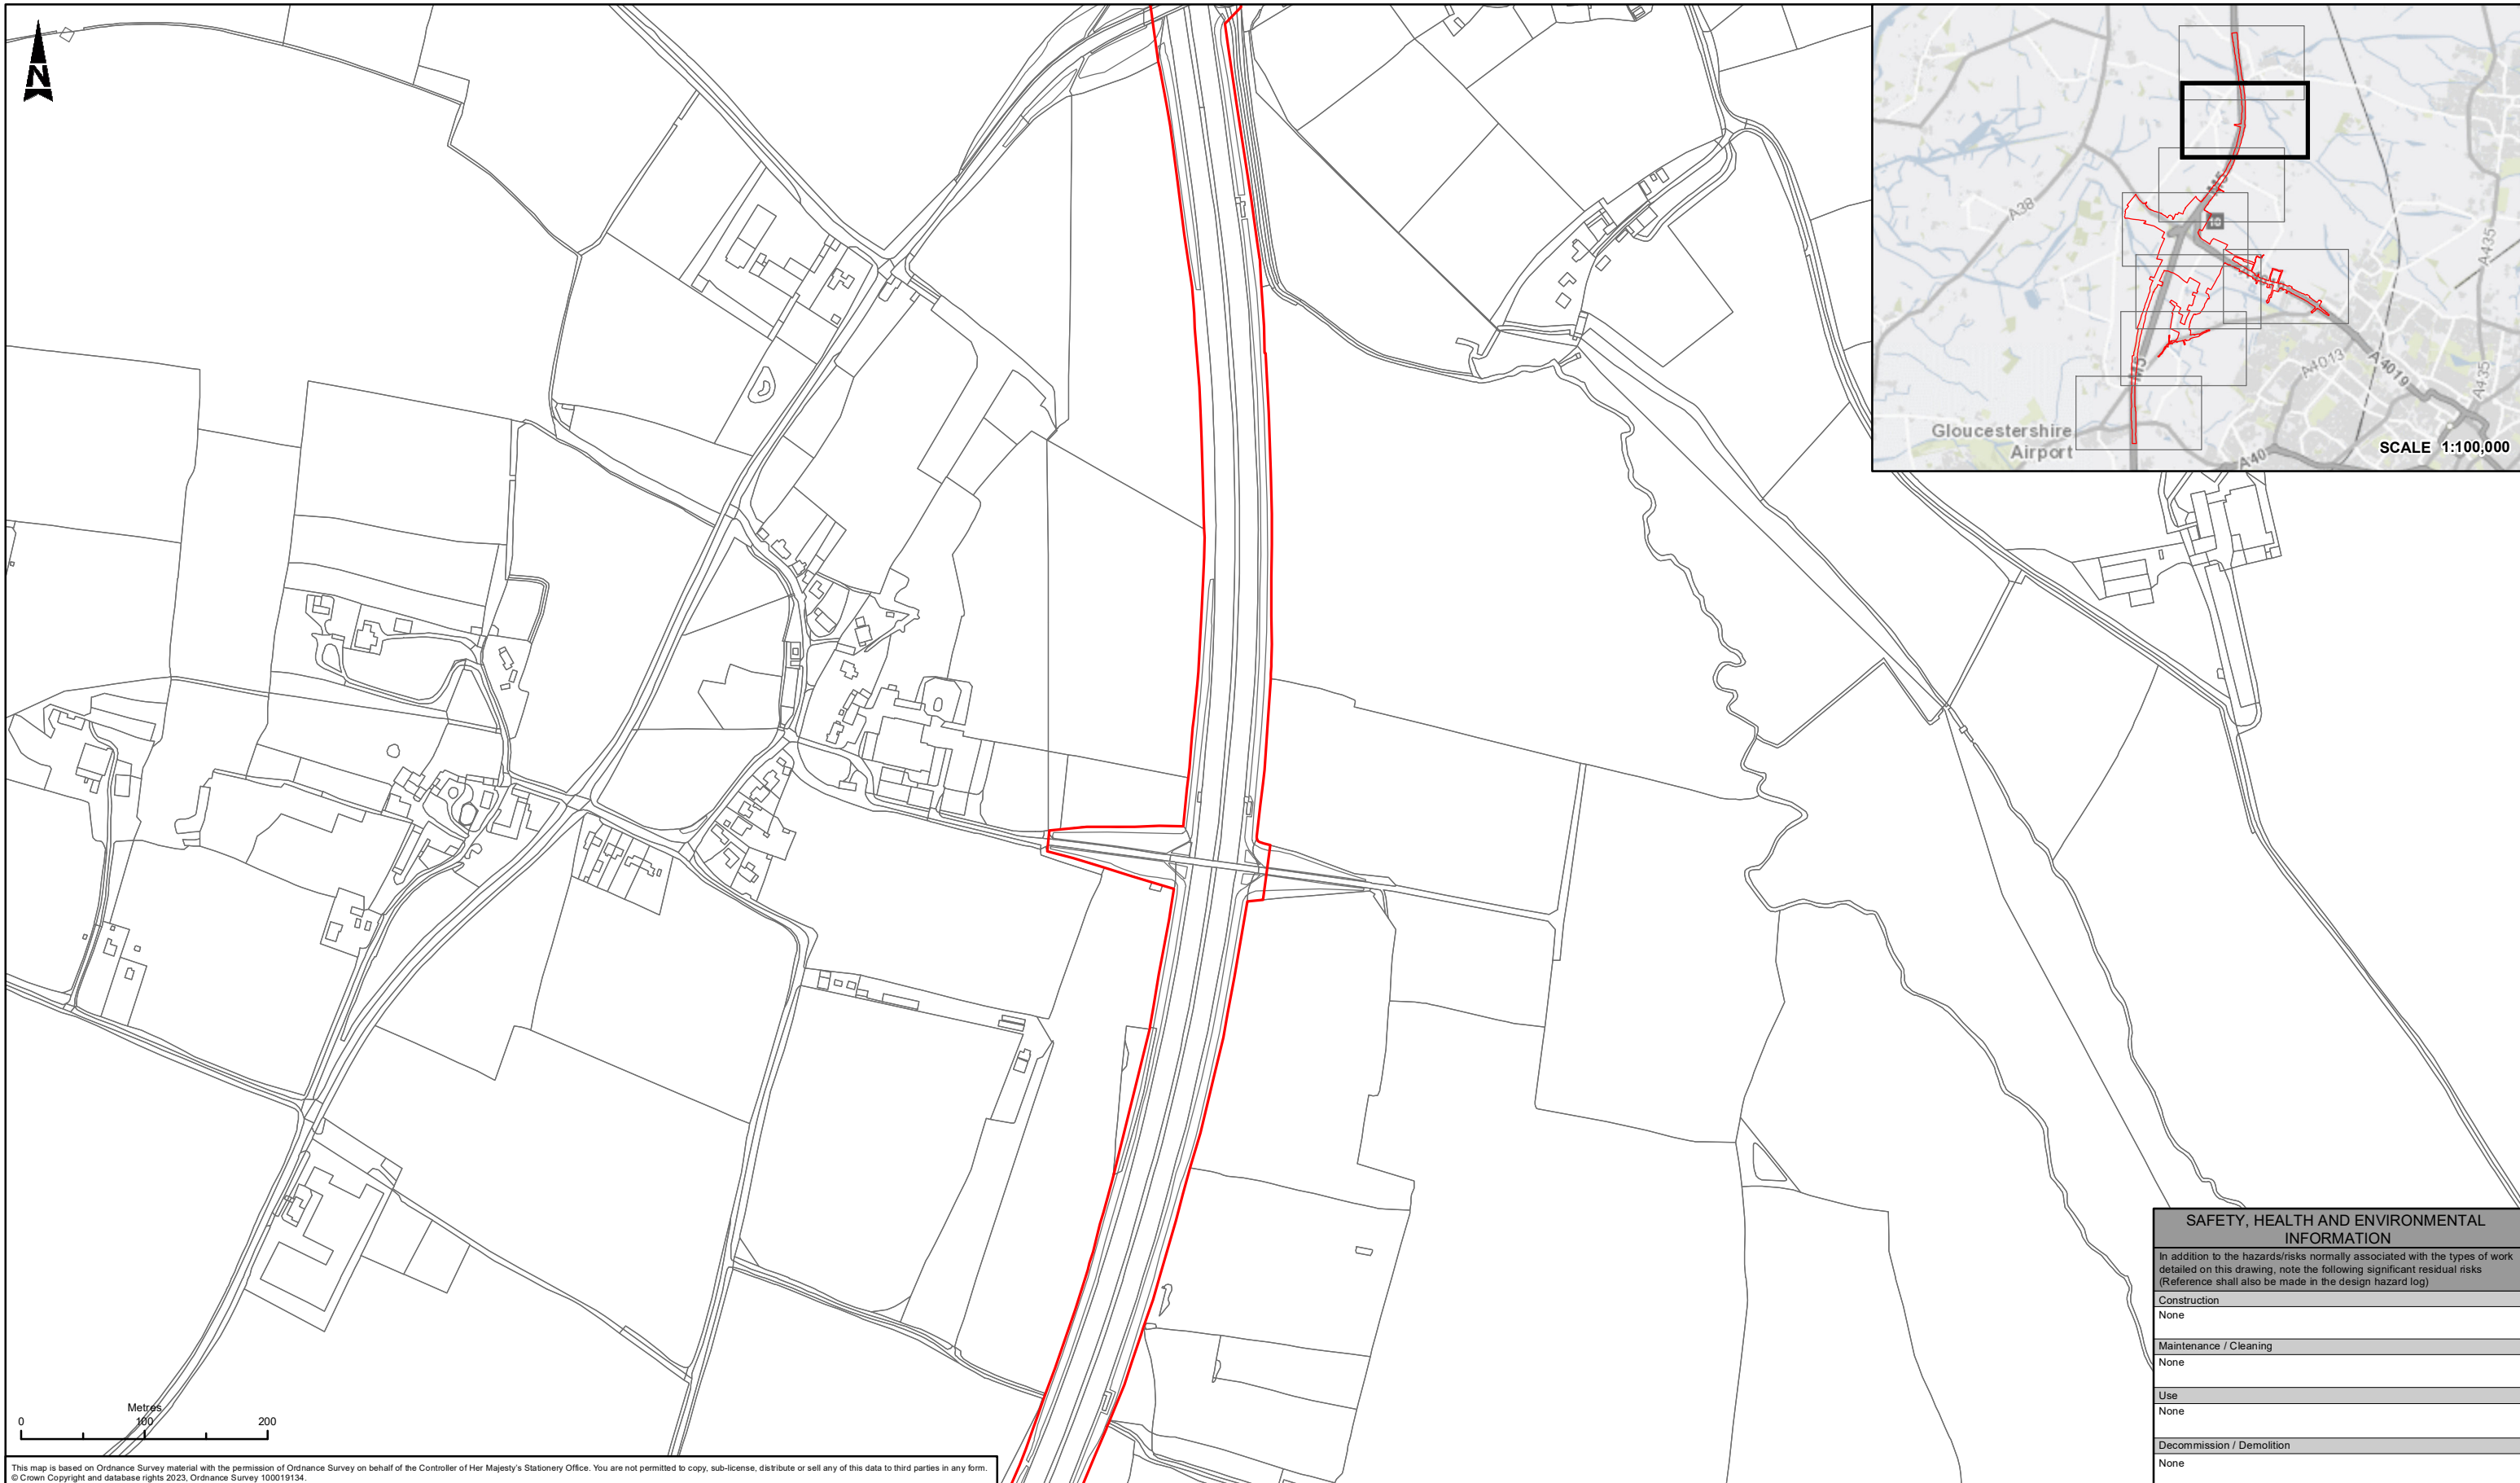 N
A38
M5
10
A435
M5
A4013
A4019
A435
Gloucestershire
Airport
A40
SCALE 1:100,000
SAFETY, HEALTH AND ENVIRONMENTAL
INFORMATION
In addition to the hazards/risks normally associated with the types of work
detailed on this drawing, note the following significant residual risks
(Reference shall also be made in the design hazard log)
Construction
None
Maintenance / Cleaning
None
Use
None
Decommission / Demolition
None
Metres
0 100 200
This map is based on Ordnance Survey material with the permission of Ordnance Survey on behalf of the Controller of Her Majesty's Stationery Office. You are not permitted to copy, sub-license, distribute or sell any of this data to third parties in any form.
© Crown Copyright and database rights 2023, Ordnance Survey 100019134.